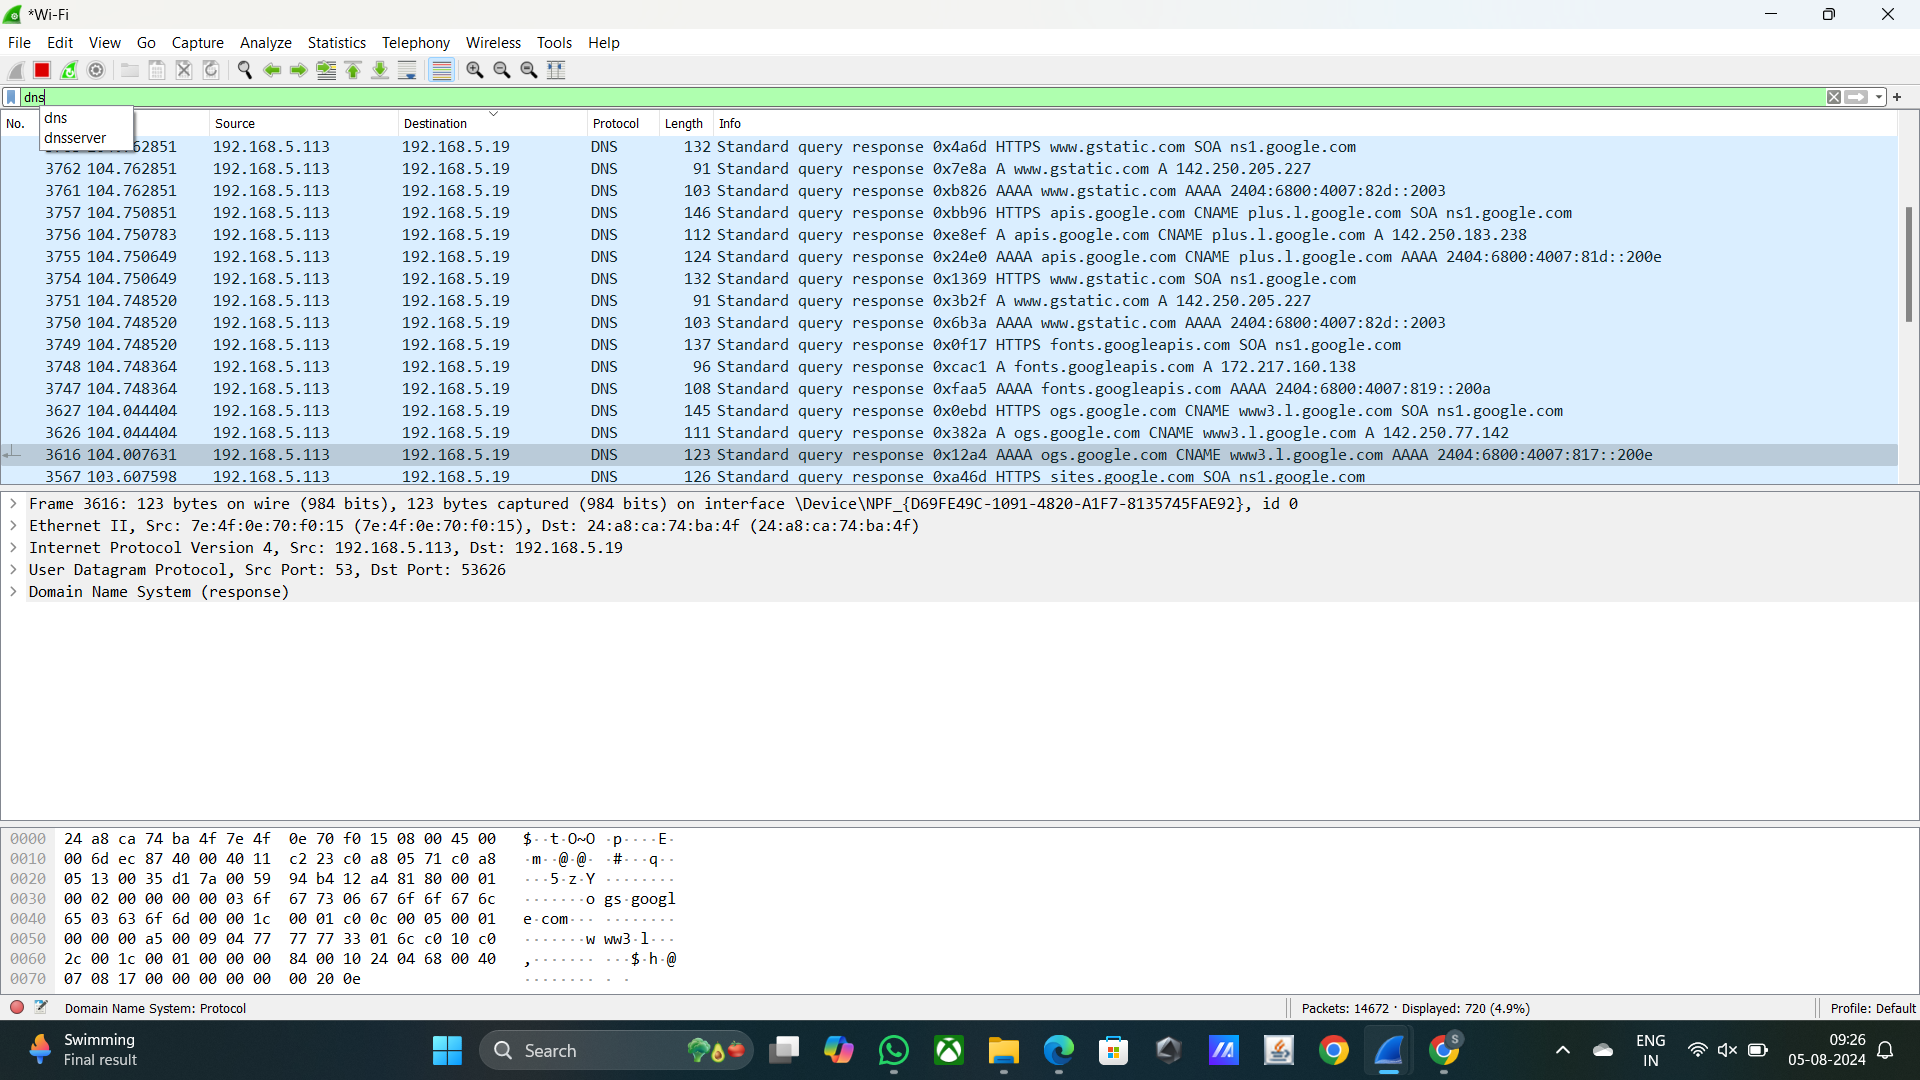 *Wi-Fi
File Edit View Go Capture Analyze Statistics Telephony Wireless Tools Help
dns
dns
dnsserver
No. Source Destination Protocol Length Info
62851 192.168.5.113 192.168.5.19 DNS 132 Standard query response 0x4a6d HTTPS www.gstatic.com SOA ns1.google.com
3762 104.762851 192.168.5.113 192.168.5.19 DNS 91 Standard query response 0x7e8a A www.gstatic.com A 142.250.205.227
3761 104.762851 192.168.5.113 192.168.5.19 DNS 103 Standard query response 0xb826 AAAA www.gstatic.com AAAA 2404:6800:4007:82d::2003
3757 104.750851 192.168.5.113 192.168.5.19 DNS 146 Standard query response 0xbb96 HTTPS apis.google.com CNAME plus.l.google.com SOA ns1.google.com
3756 104.750783 192.168.5.113 192.168.5.19 DNS 112 Standard query response 0xe8ef A apis.google.com CNAME plus.l.google.com A 142.250.183.238
3755 104.750649 192.168.5.113 192.168.5.19 DNS 124 Standard query response 0x24e0 AAAA apis.google.com CNAME plus.l.google.com AAAA 2404:6800:4007:81d::200e
3754 104.750649 192.168.5.113 192.168.5.19 DNS 132 Standard query response 0x1369 HTTPS www.gstatic.com SOA ns1.google.com
3751 104.748520 192.168.5.113 192.168.5.19 DNS 91 Standard query response 0x3b2f A www.gstatic.com A 142.250.205.227
3750 104.748520 192.168.5.113 192.168.5.19 DNS 103 Standard query response 0x6b3a AAAA www.gstatic.com AAAA 2404:6800:4007:82d::2003
3749 104.748520 192.168.5.113 192.168.5.19 DNS 137 Standard query response 0x0f17 HTTPS fonts.googleapis.com SOA ns1.google.com
3748 104.748364 192.168.5.113 192.168.5.19 DNS 96 Standard query response 0xcac1 A fonts.googleapis.com A 172.217.160.138
3747 104.748364 192.168.5.113 192.168.5.19 DNS 108 Standard query response 0xfaa5 AAAA fonts.googleapis.com AAAA 2404:6800:4007:819::200a
3627 104.044404 192.168.5.113 192.168.5.19 DNS 145 Standard query response 0x0ebd HTTPS ogs.google.com CNAME www3.l.google.com SOA ns1.google.com
3626 104.044404 192.168.5.113 192.168.5.19 DNS 111 Standard query response 0x382a A ogs.google.com CNAME www3.l.google.com A 142.250.77.142
3616 104.007631 192.168.5.113 192.168.5.19 DNS 123 Standard query response 0x12a4 AAAA ogs.google.com CNAME www3.l.google.com AAAA 2404:6800:4007:817::200e
3567 103.607598 192.168.5.113 192.168.5.19 DNS 126 Standard query response 0xa46d HTTPS sites.google.com SOA ns1.google.com
Frame 3616: 123 bytes on wire (984 bits), 123 bytes captured (984 bits) on interface \Device\NPF_{D69FE49C-1091-4820-A1F7-8135745FAE92}, id 0
Ethernet II, Src: 7e:4f:0e:70:f0:15 (7e:4f:0e:70:f0:15), Dst: 24:a8:ca:74:ba:4f (24:a8:ca:74:ba:4f)
Internet Protocol Version 4, Src: 192.168.5.113, Dst: 192.168.5.19
User Datagram Protocol, Src Port: 53, Dst Port: 53626
Domain Name System (response)
0000 24 a8 ca 74 ba 4f 7e 4f 0e 70 f0 15 08 00 45 00 $··t·O~O ·p····E·
0010 00 6d ec 87 40 00 40 11 c2 23 c0 a8 05 71 c0 a8 ·m··@·@· ·#···q··
0020 05 13 00 35 d1 7a 00 59 94 b4 12 a4 81 80 00 01 ···5·z·Y ········
0030 00 02 00 00 00 00 03 6f 67 73 06 67 6f 6f 67 6c ·······o gs·googl
0040 65 03 63 6f 6d 00 00 1c 00 01 c0 0c 00 05 00 01 e·com··· ········
0050 00 00 00 a5 00 09 04 77 77 77 33 01 6c c0 10 c0 ·······w ww3·l···
0060 2c 00 1c 00 01 00 00 00 84 00 10 24 04 68 00 40 ,······· ···$·h·@
0070 07 08 17 00 00 00 00 00 00 20 0e ········ · ·
Domain Name System: Protocol Packets: 14672 · Displayed: 720 (4.9%) Profile: Default
Swimming
Final result
Search
S
ENG
IN
09:26
05-08-2024